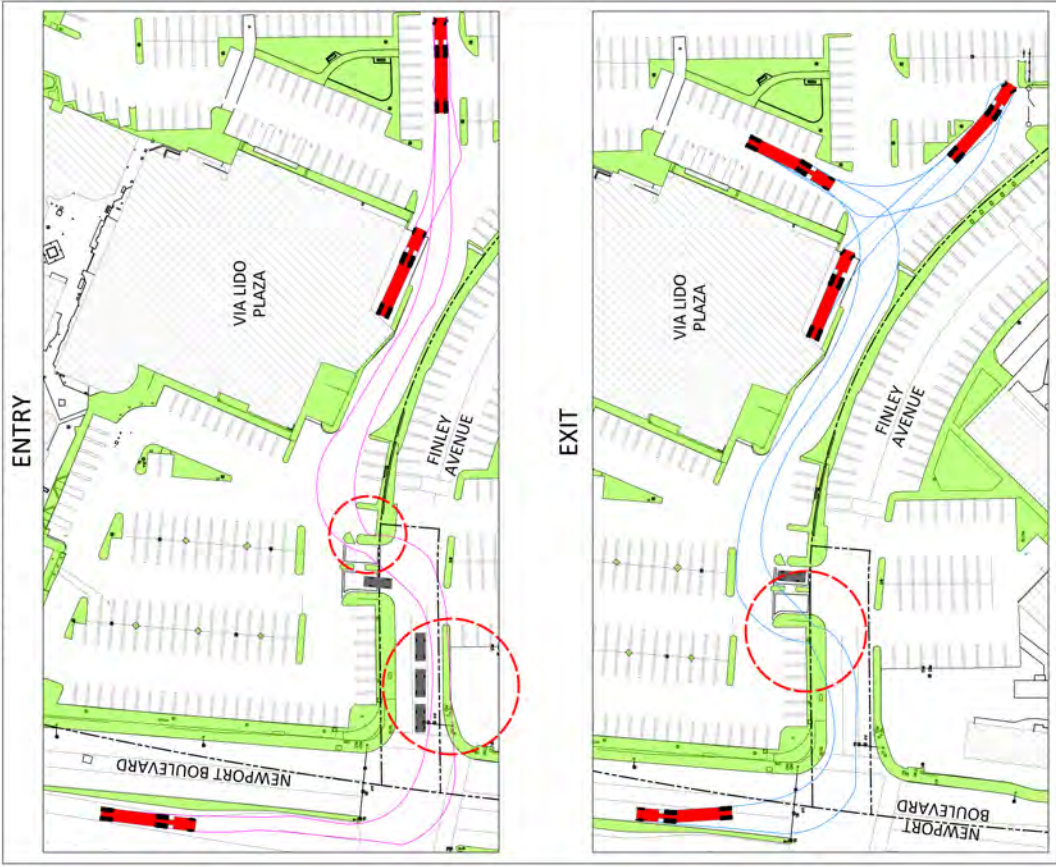 ENTRY
VIA LIDO
PLAZA
FINLEY
AVENUE
NEWPORT BOULEVARD
EXIT
VIA LIDO
PLAZA
FINLEY
AVENUE
NEWPORT
BOULEVARD